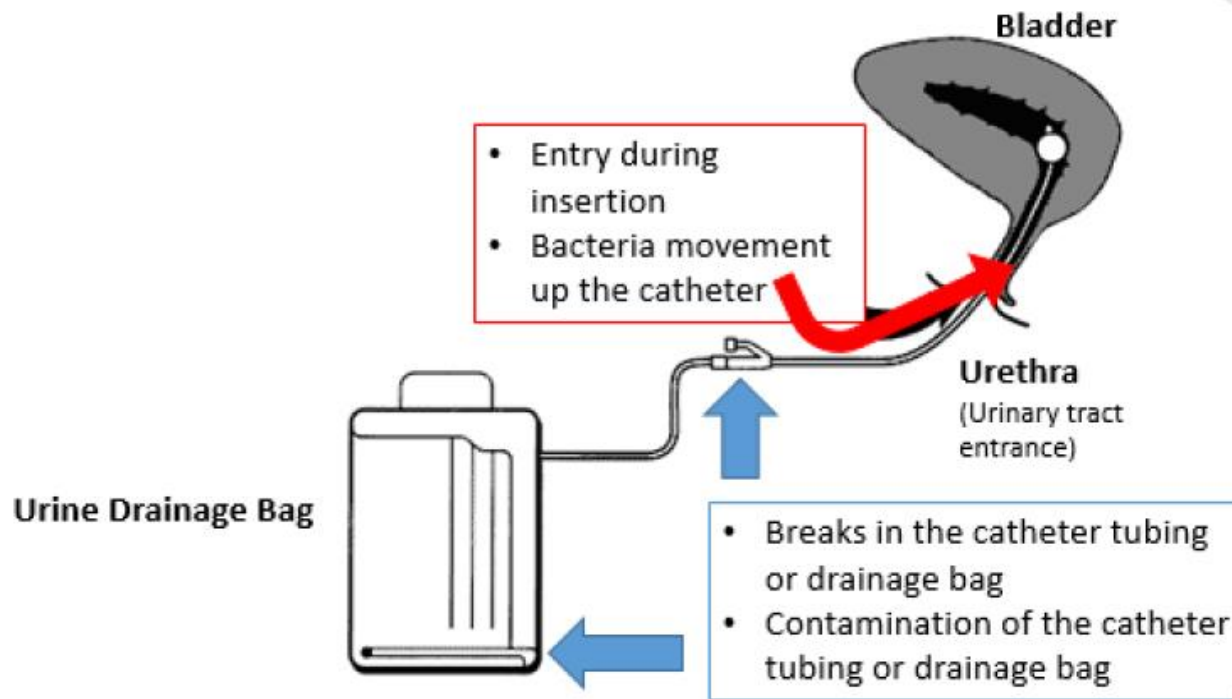 Bladder
• Entry during
insertion
• Bacteria movement
up the catheter
Urethra
(Urinary tract
entrance)
Urine Drainage Bag
• Breaks in the catheter tubing
or drainage bag
• Contamination of the catheter
tubing or drainage bag